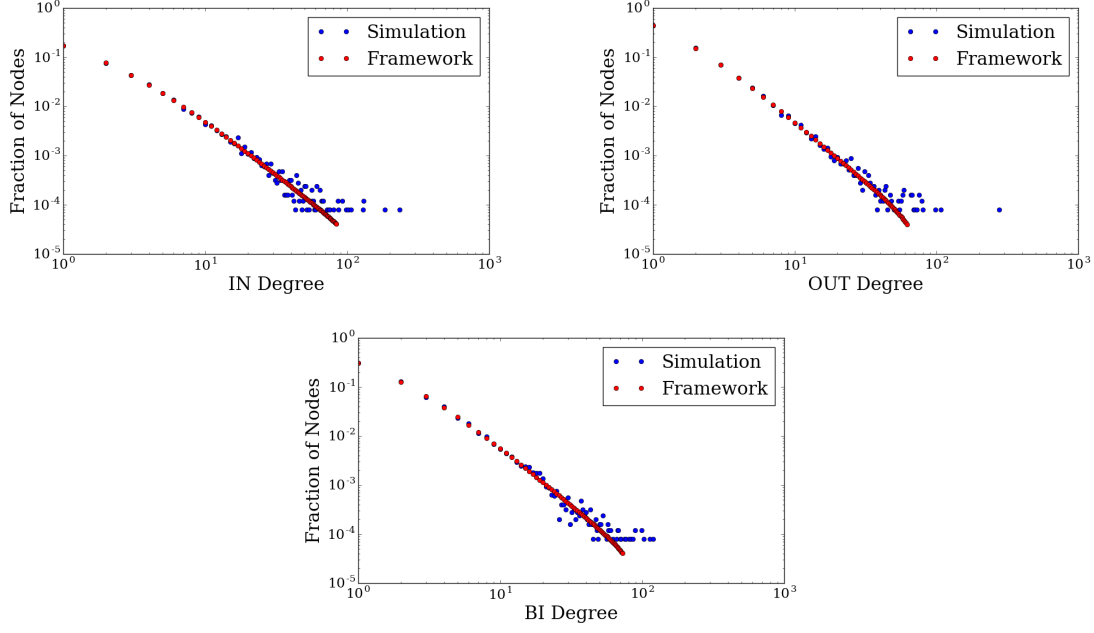 Fraction of Nodes
10^0
10^-1
10^-2
10^-3
10^-4
10^-5
Simulation
Framework
10^0 10^1 10^2 10^3
IN Degree
Fraction of Nodes
10^0
10^-1
10^-2
10^-3
10^-4
10^-5
Simulation
Framework
10^0 10^1 10^2 10^3
OUT Degree
Fraction of Nodes
10^0
10^-1
10^-2
10^-3
10^-4
10^-5
Simulation
Framework
10^0 10^1 10^2 10^3
BI Degree